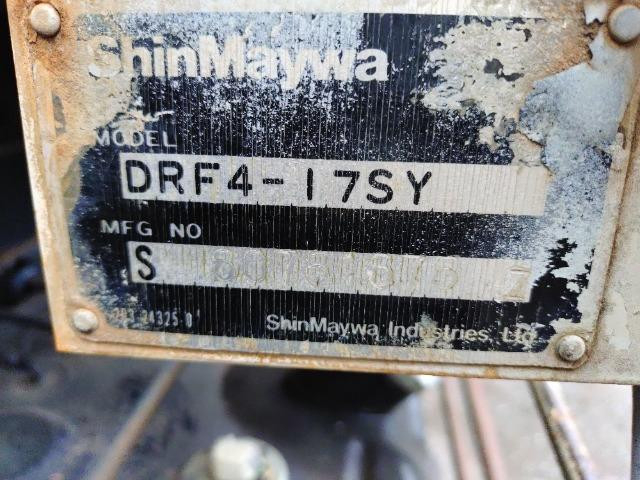 ShinMaywa
MODEL
DRF4-17SY
MFG NO
S
ShinMaywa Industries, Ltd